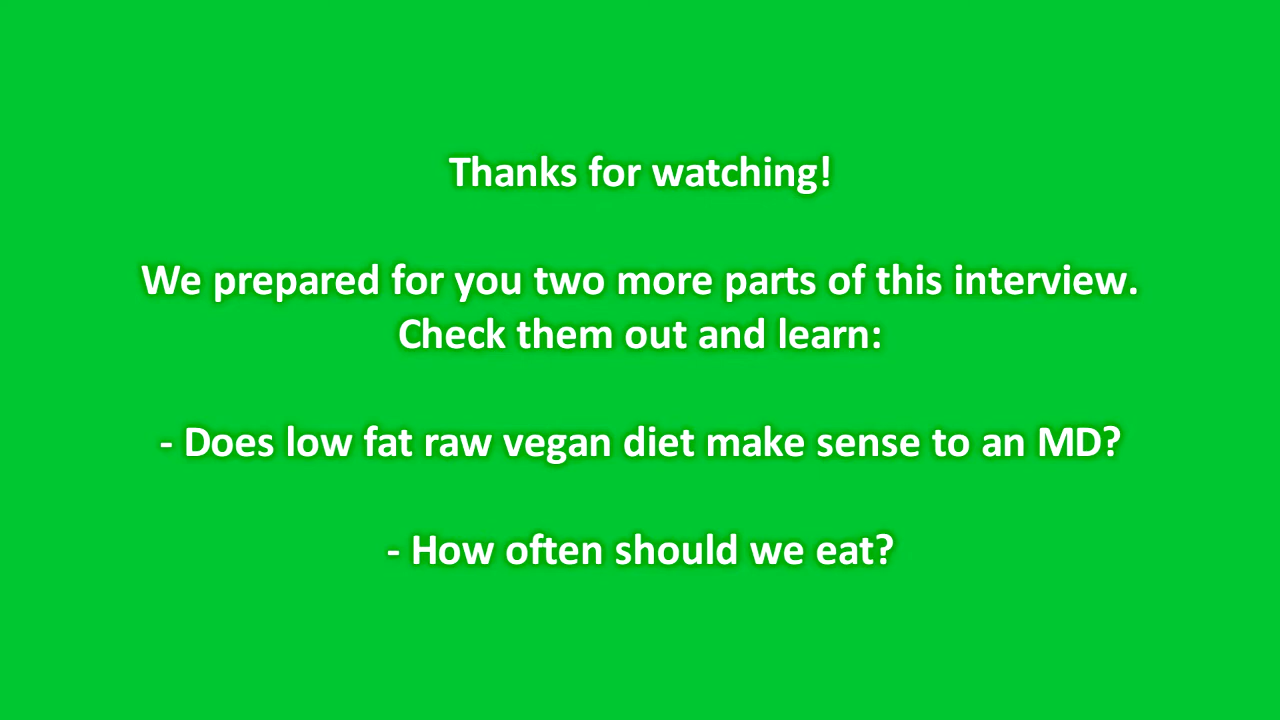 Thanks for watching!
We prepared for you two more parts of this interview.
Check them out and learn:
- Does low fat raw vegan diet make sense to an MD?
- How often should we eat?